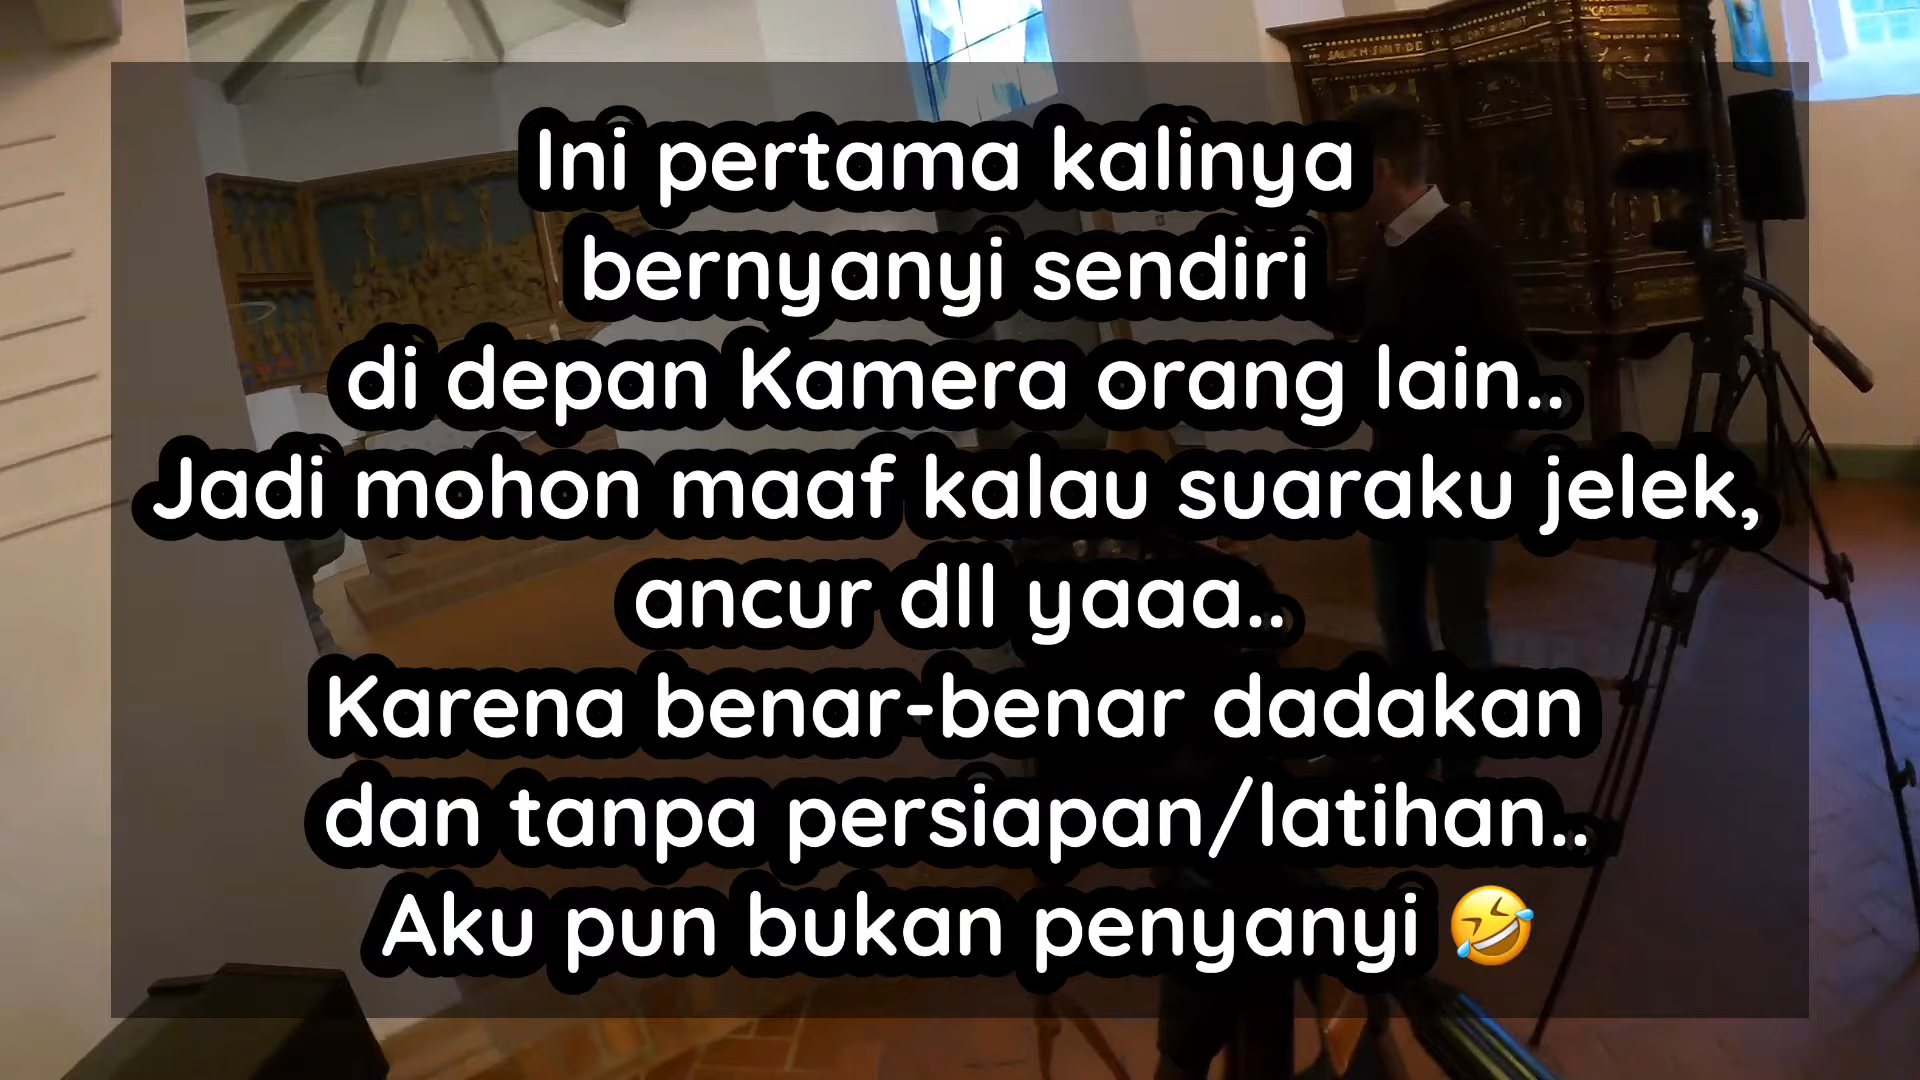 Ini pertama kalinya
bernyanyi sendiri
di depan Kamera orang lain..
Jadi mohon maaf kalau suaraku jelek,
ancur dll yaaa..
Karena benar-benar dadakan
dan tanpa persiapan/latihan..
Aku pun bukan penyanyi 🤣